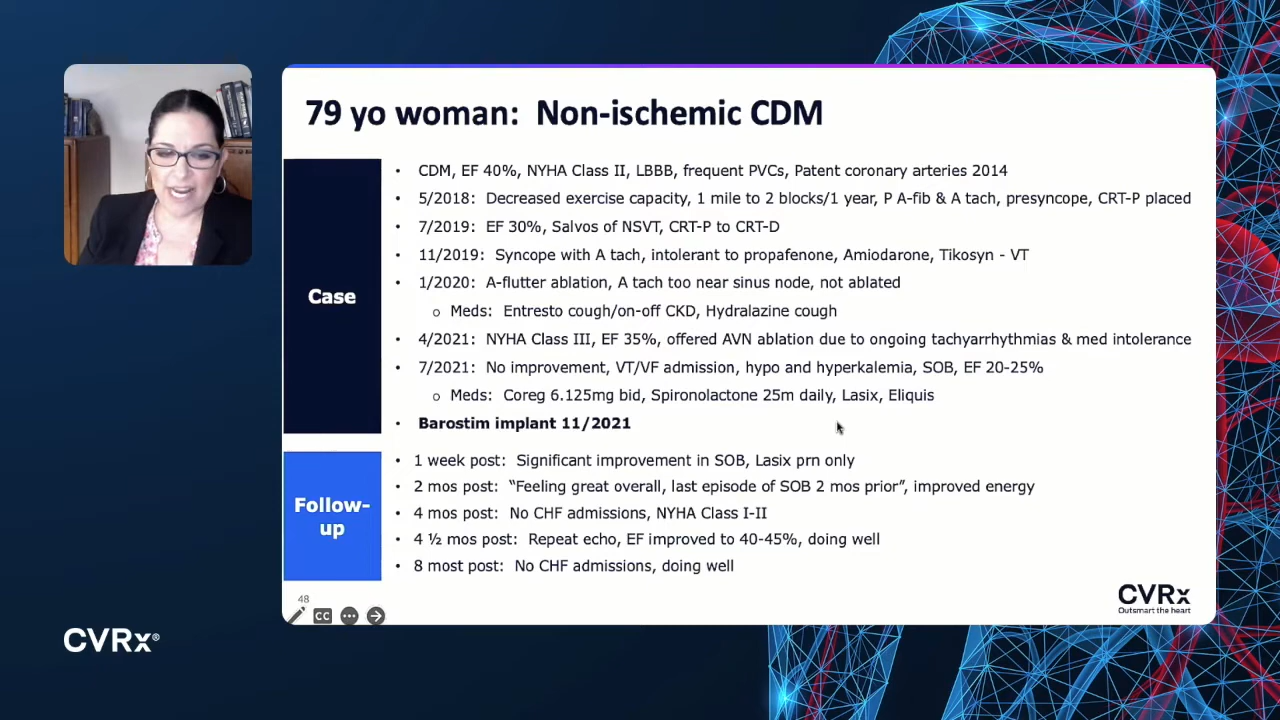 79 yo woman: Non-ischemic CDM
Case
• CDM, EF 40%, NYHA Class II, LBBB, frequent PVCs, Patent coronary arteries 2014
• 5/2018: Decreased exercise capacity, 1 mile to 2 blocks/1 year, P A-fib & A tach, presyncope, CRT-P placed
• 7/2019: EF 30%, Salvos of NSVT, CRT-P to CRT-D
• 11/2019: Syncope with A tach, intolerant to propafenone, Amiodarone, Tikosyn - VT
• 1/2020: A-flutter ablation, A tach too near sinus node, not ablated
o Meds: Entresto cough/on-off CKD, Hydralazine cough
• 4/2021: NYHA Class III, EF 35%, offered AVN ablation due to ongoing tachyarrhythmias & med intolerance
• 7/2021: No improvement, VT/VF admission, hypo and hyperkalemia, SOB, EF 20-25%
o Meds: Coreg 6.125mg bid, Spironolactone 25m daily, Lasix, Eliquis
• Barostim implant 11/2021
Follow-
up
• 1 week post: Significant improvement in SOB, Lasix prn only
• 2 mos post: “Feeling great overall, last episode of SOB 2 mos prior”, improved energy
• 4 mos post: No CHF admissions, NYHA Class I-II
• 4 ½ mos post: Repeat echo, EF improved to 40-45%, doing well
• 8 most post: No CHF admissions, doing well
48
CC
CVRx
Outsmart the heart
CVRx®